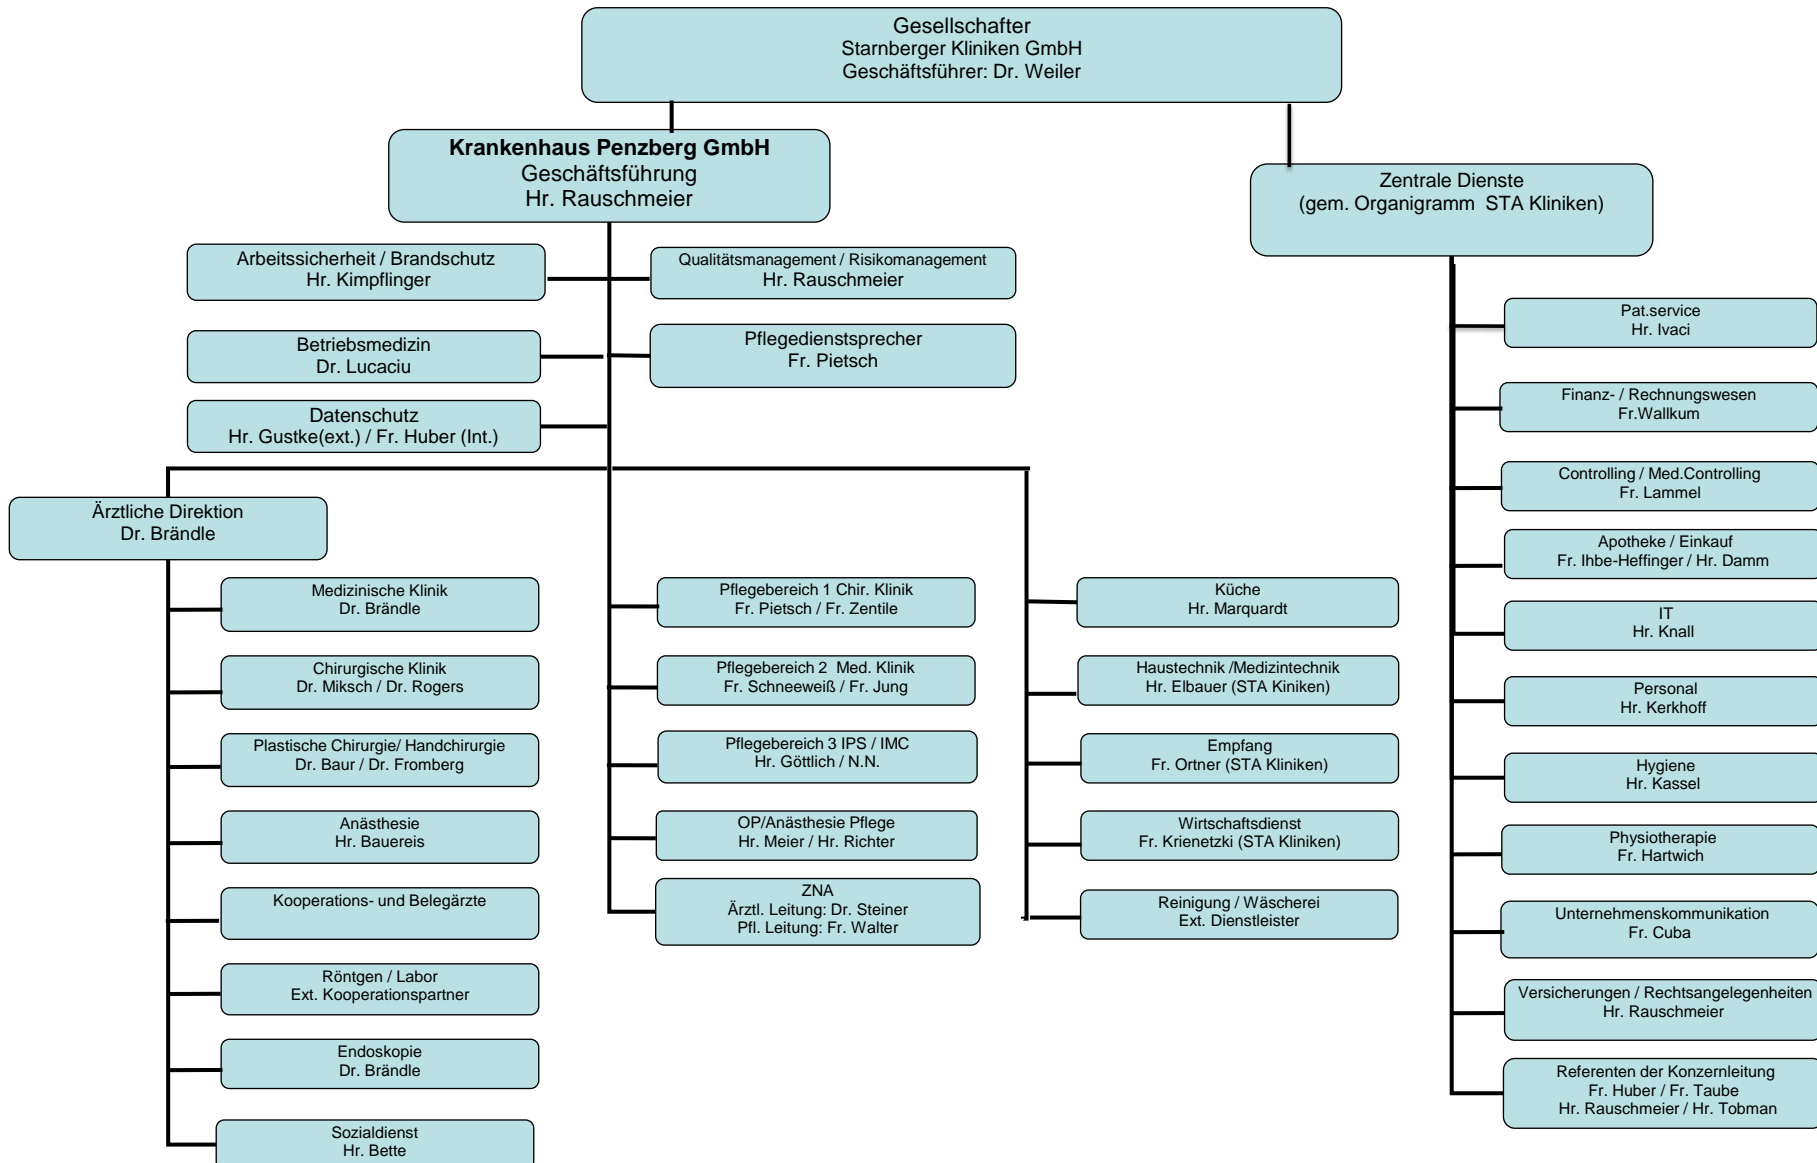 Gesellschafter
Starnberger Kliniken GmbH
Geschäftsführer: Dr. Weiler
Krankenhaus Penzberg GmbH
Geschäftsführung
Hr. Rauschmeier
Zentrale Dienste
(gem. Organigramm STA Kliniken)
Arbeitssicherheit / Brandschutz
Hr. Kimpflinger
Qualitätsmanagement / Risikomanagement
Hr. Rauschmeier
Betriebsmedizin
Dr. Lucaciu
Pflegedienstsprecher
Fr. Pietsch
Datenschutz
Hr. Gustke(ext.) / Fr. Huber (Int.)
Ärztliche Direktion
Dr. Brändle
Medizinische Klinik
Dr. Brändle
Chirurgische Klinik
Dr. Miksch / Dr. Rogers
Plastische Chirurgie/ Handchirurgie
Dr. Baur / Dr. Fromberg
Anästhesie
Hr. Bauereis
Kooperations- und Belegärzte
Röntgen / Labor
Ext. Kooperationspartner
Endoskopie
Dr. Brändle
Sozialdienst
Hr. Bette
Pflegebereich 1 Chir. Klinik
Fr. Pietsch / Fr. Zentile
Pflegebereich 2 Med. Klinik
Fr. Schneeweiß / Fr. Jung
Pflegebereich 3 IPS / IMC
Hr. Göttlich / N.N.
OP/Anästhesie Pflege
Hr. Meier / Hr. Richter
ZNA
Ärztl. Leitung: Dr. Steiner
Pfl. Leitung: Fr. Walter
Küche
Hr. Marquardt
Haustechnik /Medizintechnik
Hr. Elbauer (STA Kiniken)
Empfang
Fr. Ortner (STA Kliniken)
Wirtschaftsdienst
Fr. Krienetzki (STA Kliniken)
Reinigung / Wäscherei
Ext. Dienstleister
Pat.service
Hr. Ivaci
Finanz- / Rechnungswesen
Fr.Wallkum
Controlling / Med.Controlling
Fr. Lammel
Apotheke / Einkauf
Fr. Ihbe-Heffinger / Hr. Damm
IT
Hr. Knall
Personal
Hr. Kerkhoff
Hygiene
Hr. Kassel
Physiotherapie
Fr. Hartwich
Unternehmenskommunikation
Fr. Cuba
Versicherungen / Rechtsangelegenheiten
Hr. Rauschmeier
Referenten der Konzernleitung
Fr. Huber / Fr. Taube
Hr. Rauschmeier / Hr. Tobman